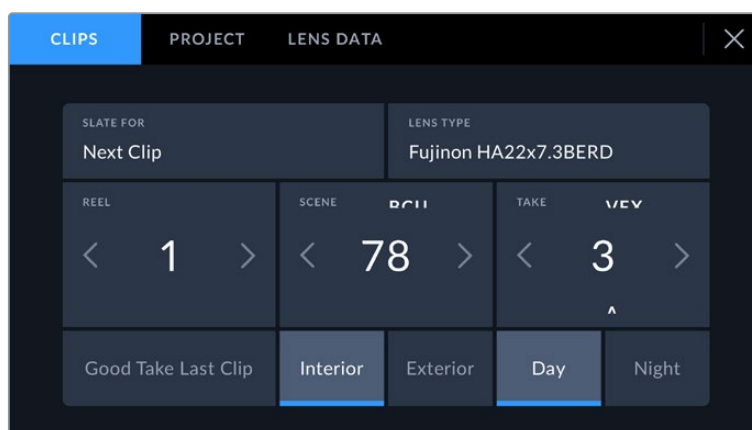 CLIPS PROJECT LENS DATA
SLATE FOR LENS TYPE
Next Clip Fujinon HA22x7.3BERD
REEL SCENE TAKE
1 78 3
Good Take Last Clip Interior Exterior Day Night